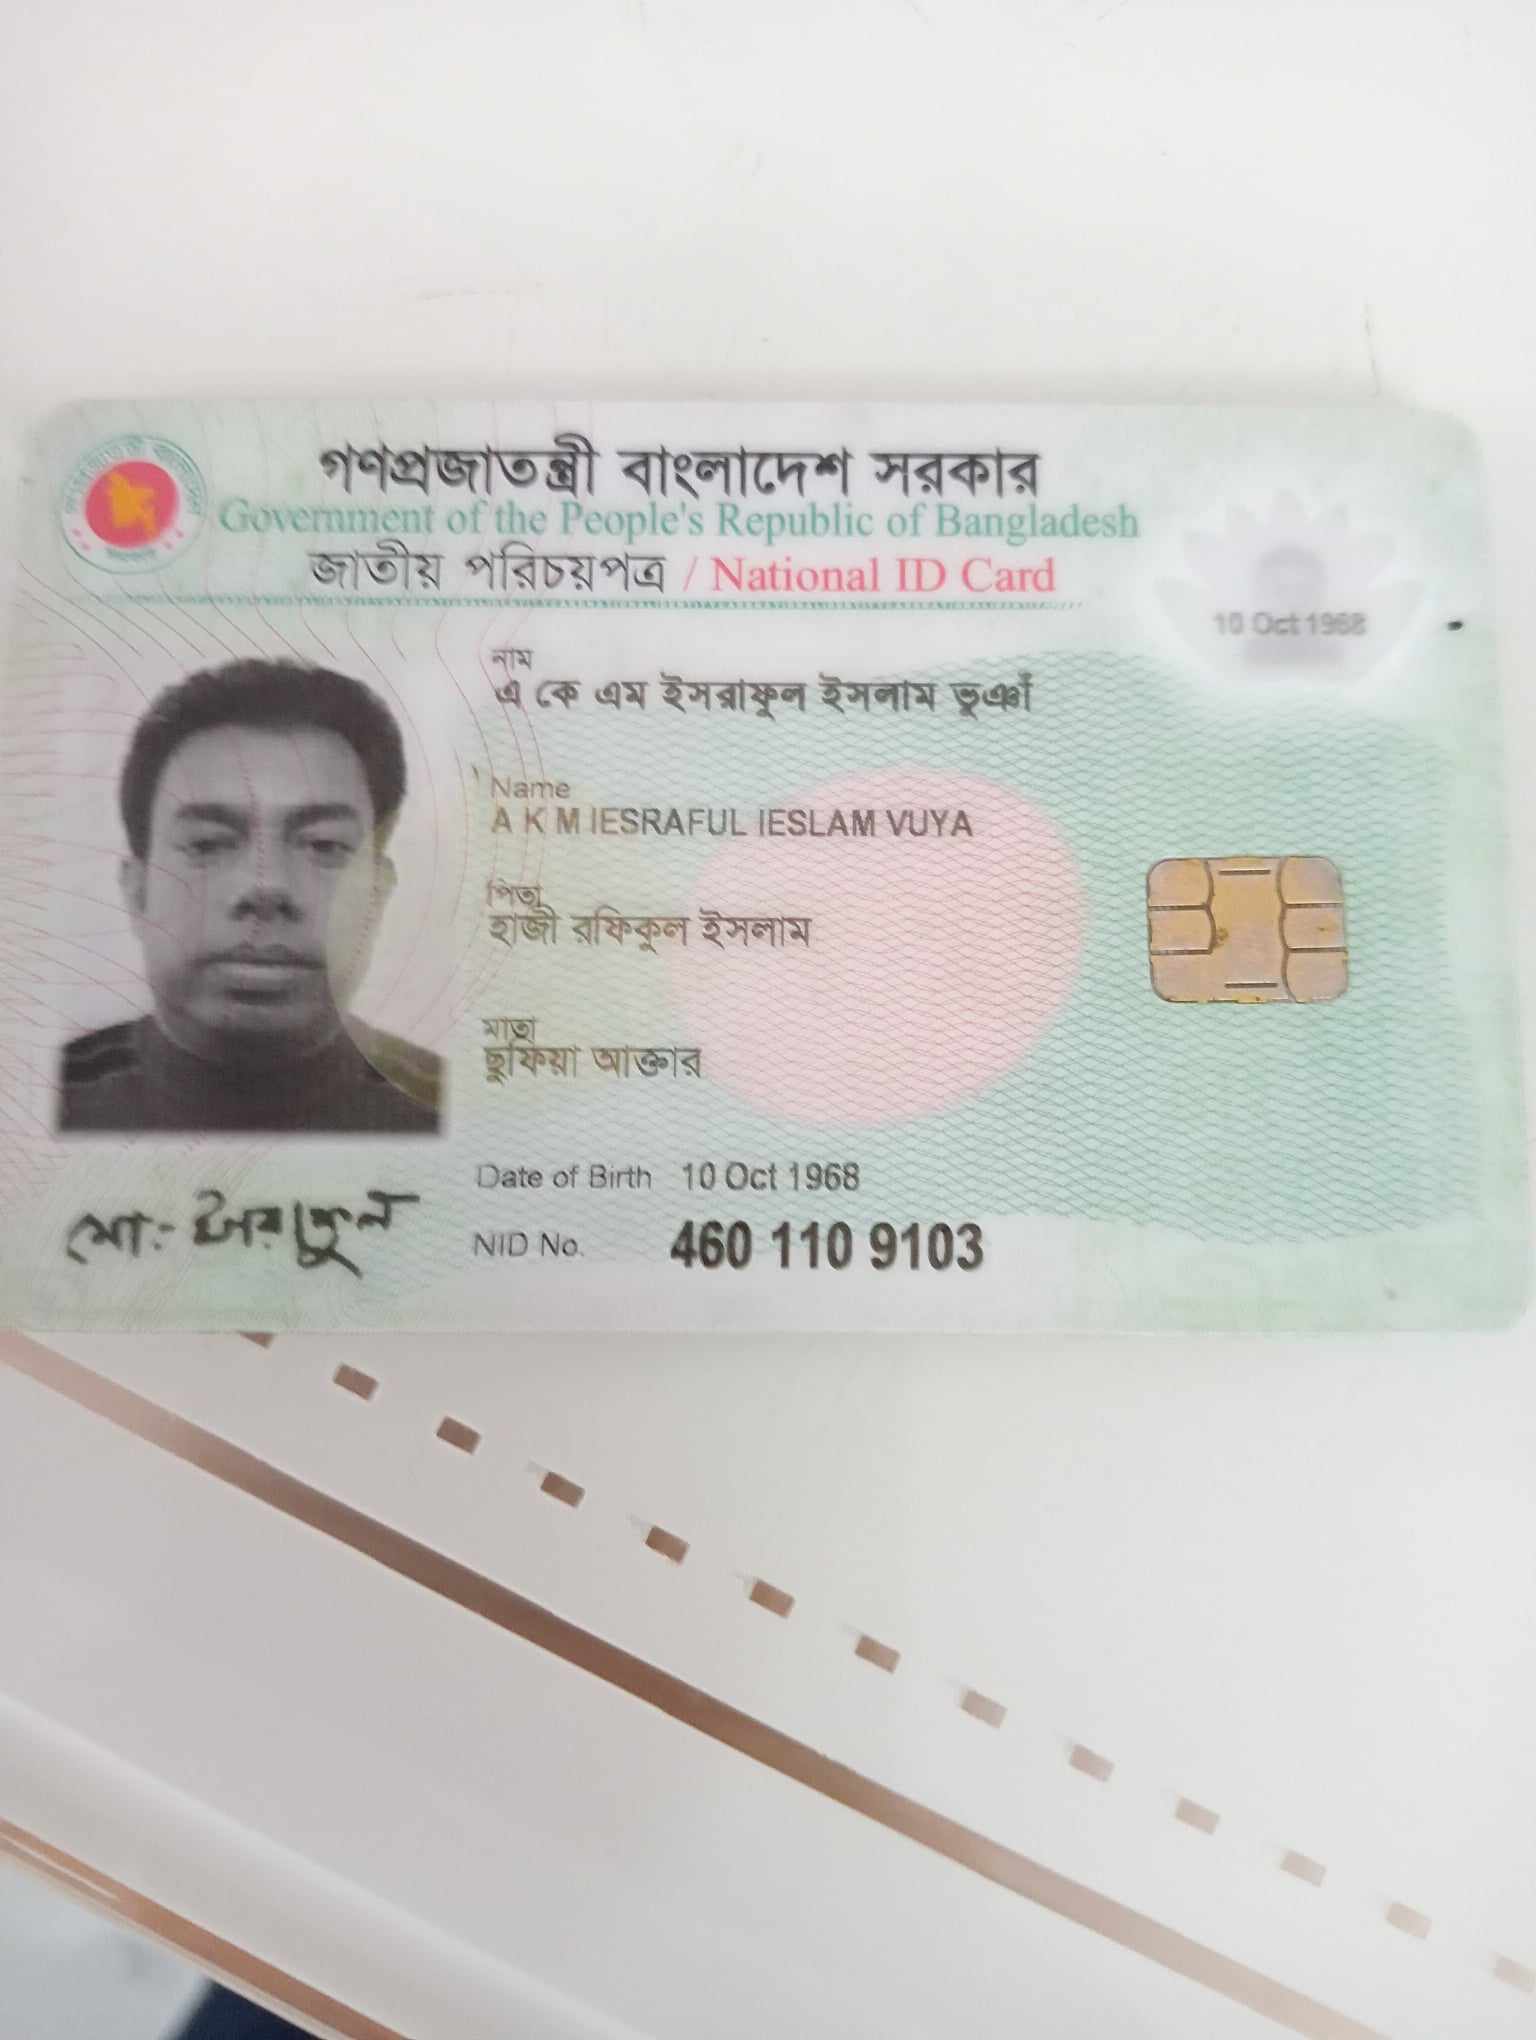 গণপ্রজাতন্ত্রী বাংলাদেশ সরকার
Government of the People's Republic of Bangladesh
জাতীয় পরিচয়পত্র / National ID Card
10 Oct 1968
নাম
এ কে এম ইসরাফুল ইসলাম ভুঞাঁ
Name
A K M IESRAFUL IESLAM VUYA
পিতা
হাজী রফিকুল ইসলাম
মাতা
ছুফিয়া আক্তার
Date of Birth 10 Oct 1968
NID No. 460 110 9103
মো:-